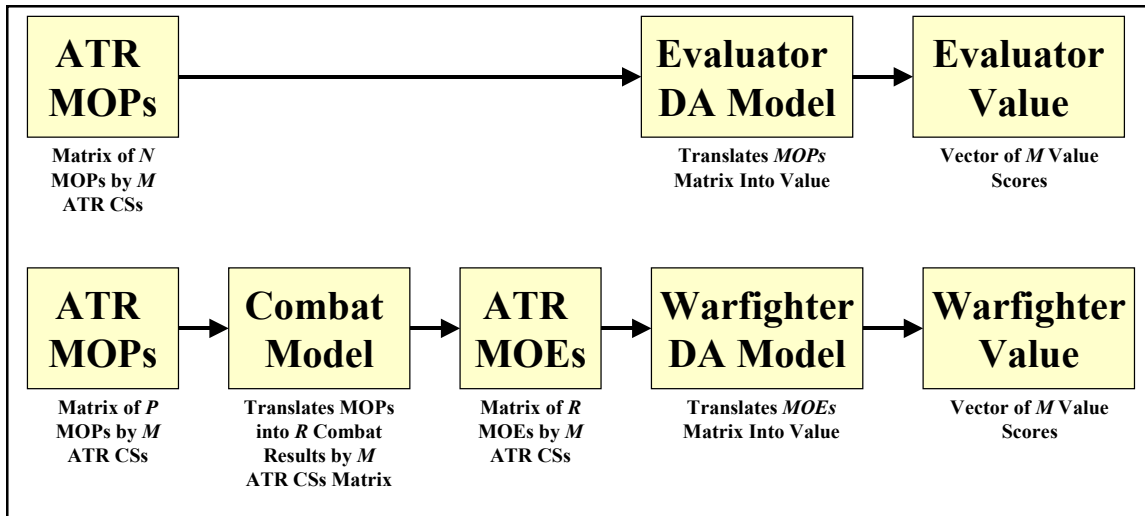 ATR
MOPs
Matrix of N
MOPs by M
ATR CSs
Evaluator
DA Model
Translates MOPs
Matrix Into Value
Evaluator
Value
Vector of M Value
Scores
ATR
MOPs
Matrix of P
MOPs by M
ATR CSs
Combat
Model
Translates MOPs
into R Combat
Results by M
ATR CSs Matrix
ATR
MOEs
Matrix of R
MOEs by M
ATR CSs
Warfighter
DA Model
Translates MOEs
Matrix Into Value
Warfighter
Value
Vector of M Value
Scores